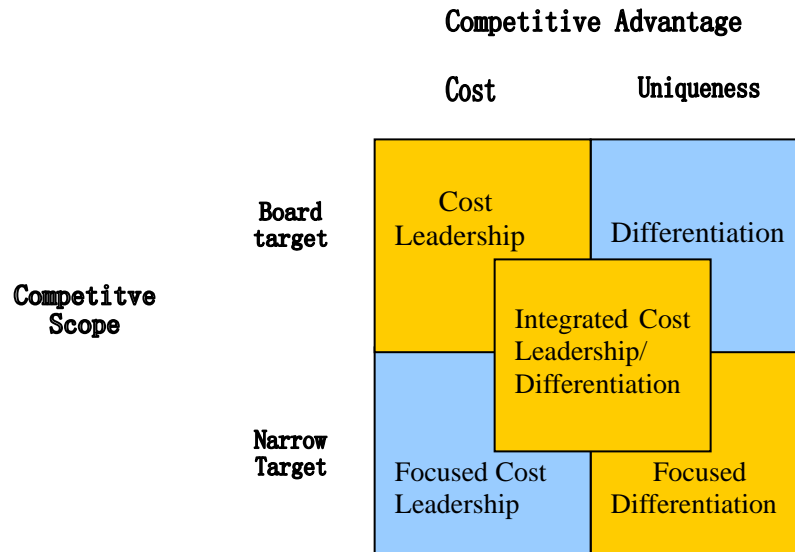 Competitive Advantage
Cost
Uniqueness
Board
target
Cost
Leadership
Differentiation
Competitve
Scope
Integrated Cost
Leadership/
Differentiation
Narrow
Target
Focused Cost
Leadership
Focused
Differentiation